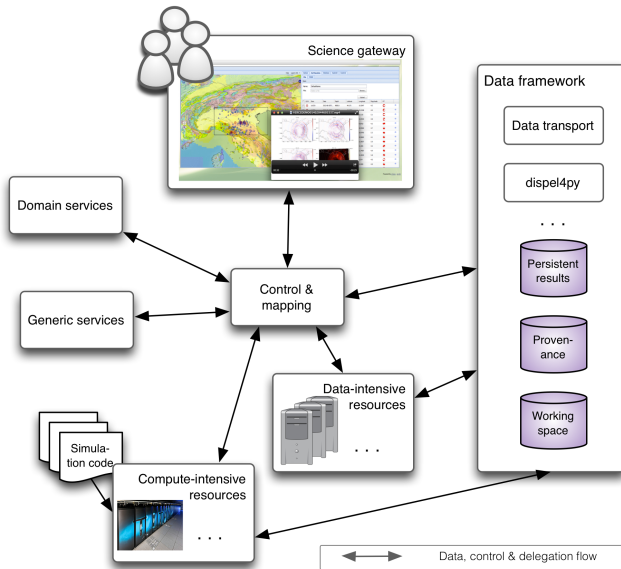 Science gateway
Data framework
Data transport
dispel4py
. . .
Persistent
results
Proven-
ance
Working
space
Domain services
Generic services
Control &
mapping
Data-intensive
resources
. . .
Simula-
tion code
Compute-intensive
resources
. . .
Data, control & delegation flow